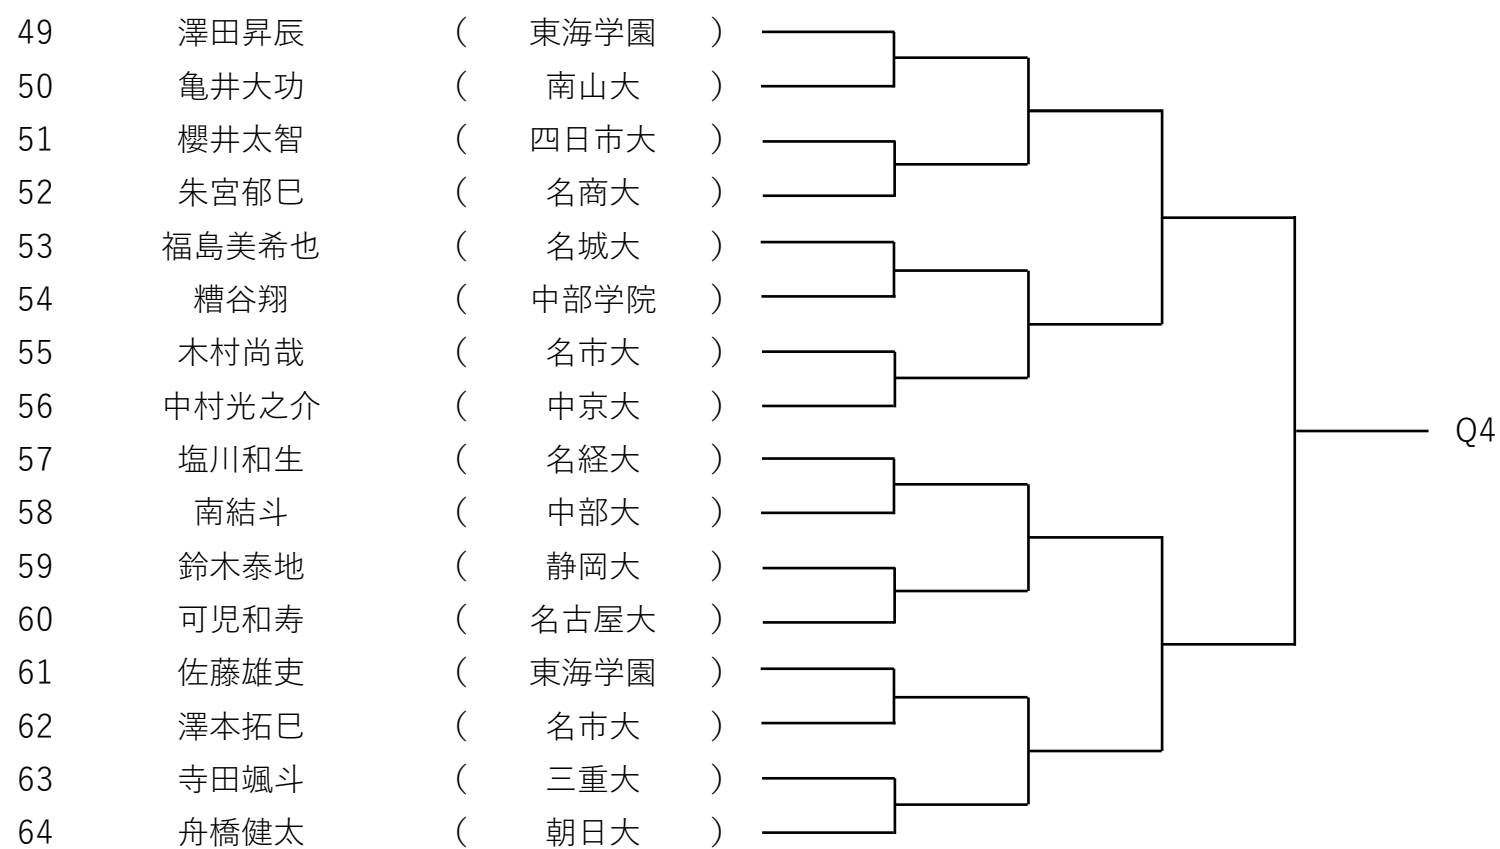 49 澤田昇辰 ( 東海学園 )
50 亀井大功 ( 南山大 )
51 櫻井太智 ( 四日市大 )
52 朱宮郁巳 ( 名商大 )
53 福島美希也 ( 名城大 )
54 糟谷翔 ( 中部学院 )
55 木村尚哉 ( 名市大 )
56 中村光之介 ( 中京大 )
57 塩川和生 ( 名経大 )
58 南結斗 ( 中部大 )
Q4
59 鈴木泰地 ( 静岡大 )
60 可児和寿 ( 名古屋大 )
61 佐藤雄吏 ( 東海学園 )
62 澤本拓巳 ( 名市大 )
63 寺田颯斗 ( 三重大 )
64 舟橋健太 ( 朝日大 )